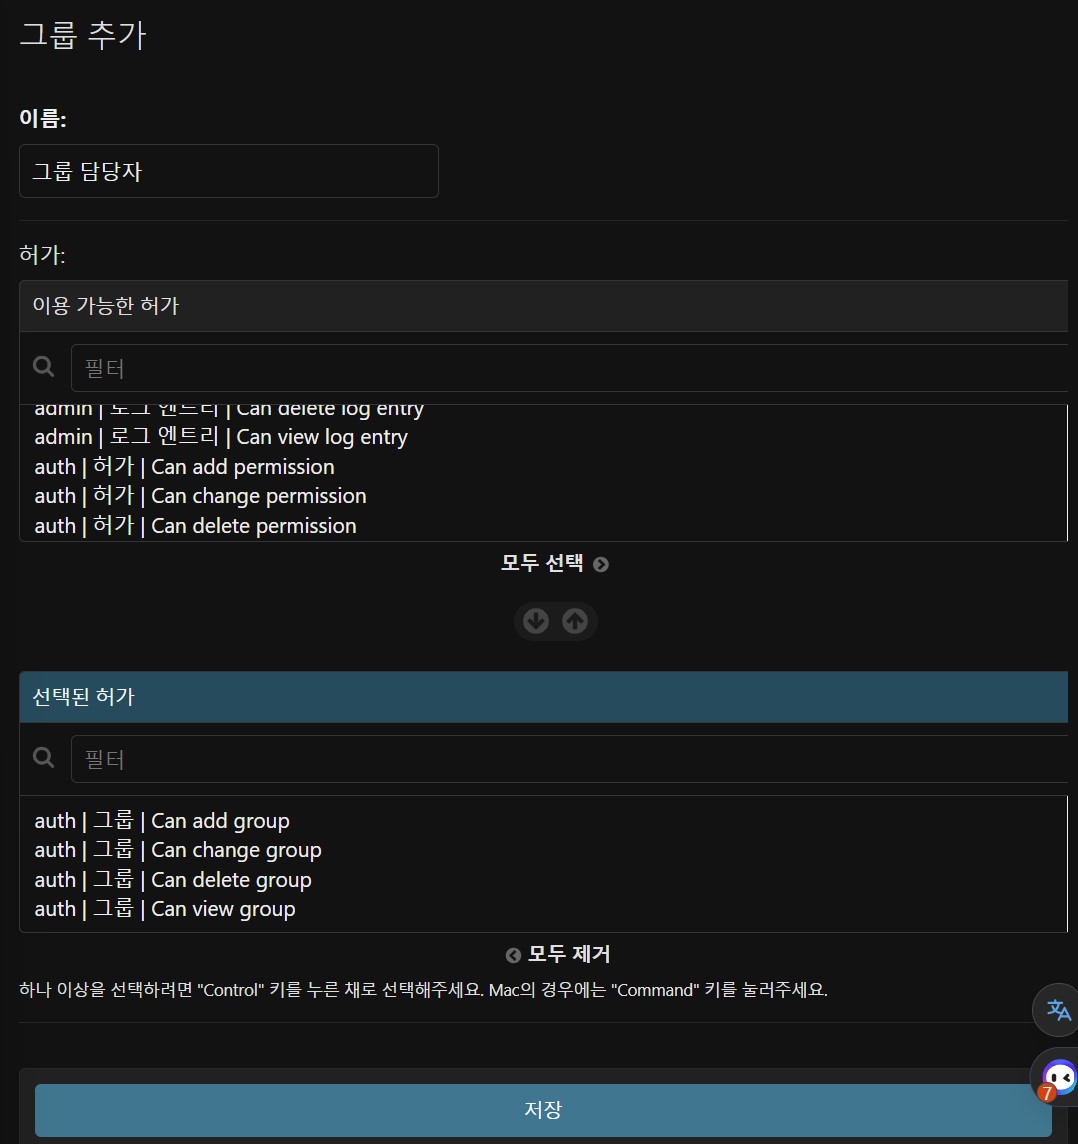 그룹 추가
이름:
그룹 담당자
허가:
이용 가능한 허가
필터
admin | 로그 엔트리 | Can delete log entry
admin | 로그 엔트리 | Can view log entry
auth | 허가 | Can add permission
auth | 허가 | Can change permission
auth | 허가 | Can delete permission
모두 선택
선택된 허가
필터
auth | 그룹 | Can add group
auth | 그룹 | Can change group
auth | 그룹 | Can delete group
auth | 그룹 | Can view group
모두 제거
하나 이상을 선택하려면 "Control" 키를 누른 채로 선택해주세요. Mac의 경우에는 "Command" 키를 눌러주세요.
文A
7
저장